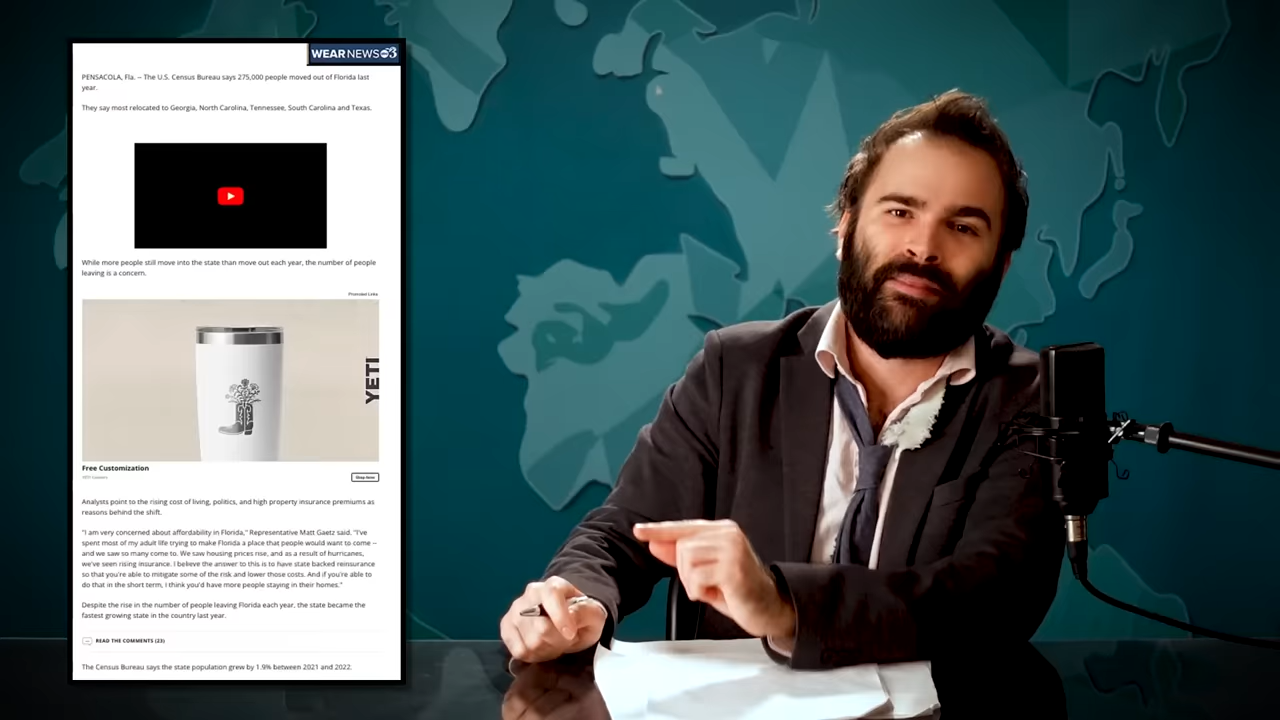 WEAR NEWS abc 3
PENSACOLA, Fla. – The U.S. Census Bureau says 275,000 people moved out of Florida last
year.
They say most relocated to Georgia, North Carolina, Tennessee, South Carolina and Texas.
While more people still move into the state than move out each year, the number of people
leaving is a concern.
Promoted Links
YETI
Free Customization
Shop Now
Analysts point to the rising cost of living, politics, and high property insurance premiums as
reasons behind the shift.
"I am very concerned about affordability in Florida," Representative Matt Gaetz said. "I've
spent most of my adult life trying to make Florida a place that people would want to come –
and we saw so many come to. We saw housing prices rise, and as a result of hurricanes,
we've seen rising insurance. I believe the answer to this is to have state backed reinsurance
so that you're able to mitigate some of the risk and lower those costs. And if you're able to
do that in the short term, I think you'd have more people staying in their homes."
Despite the rise in the number of people leaving Florida each year, the state became the
fastest growing state in the country last year.
READ THE COMMENTS (23)
The Census Bureau says the state population grew by 1.9% between 2021 and 2022.